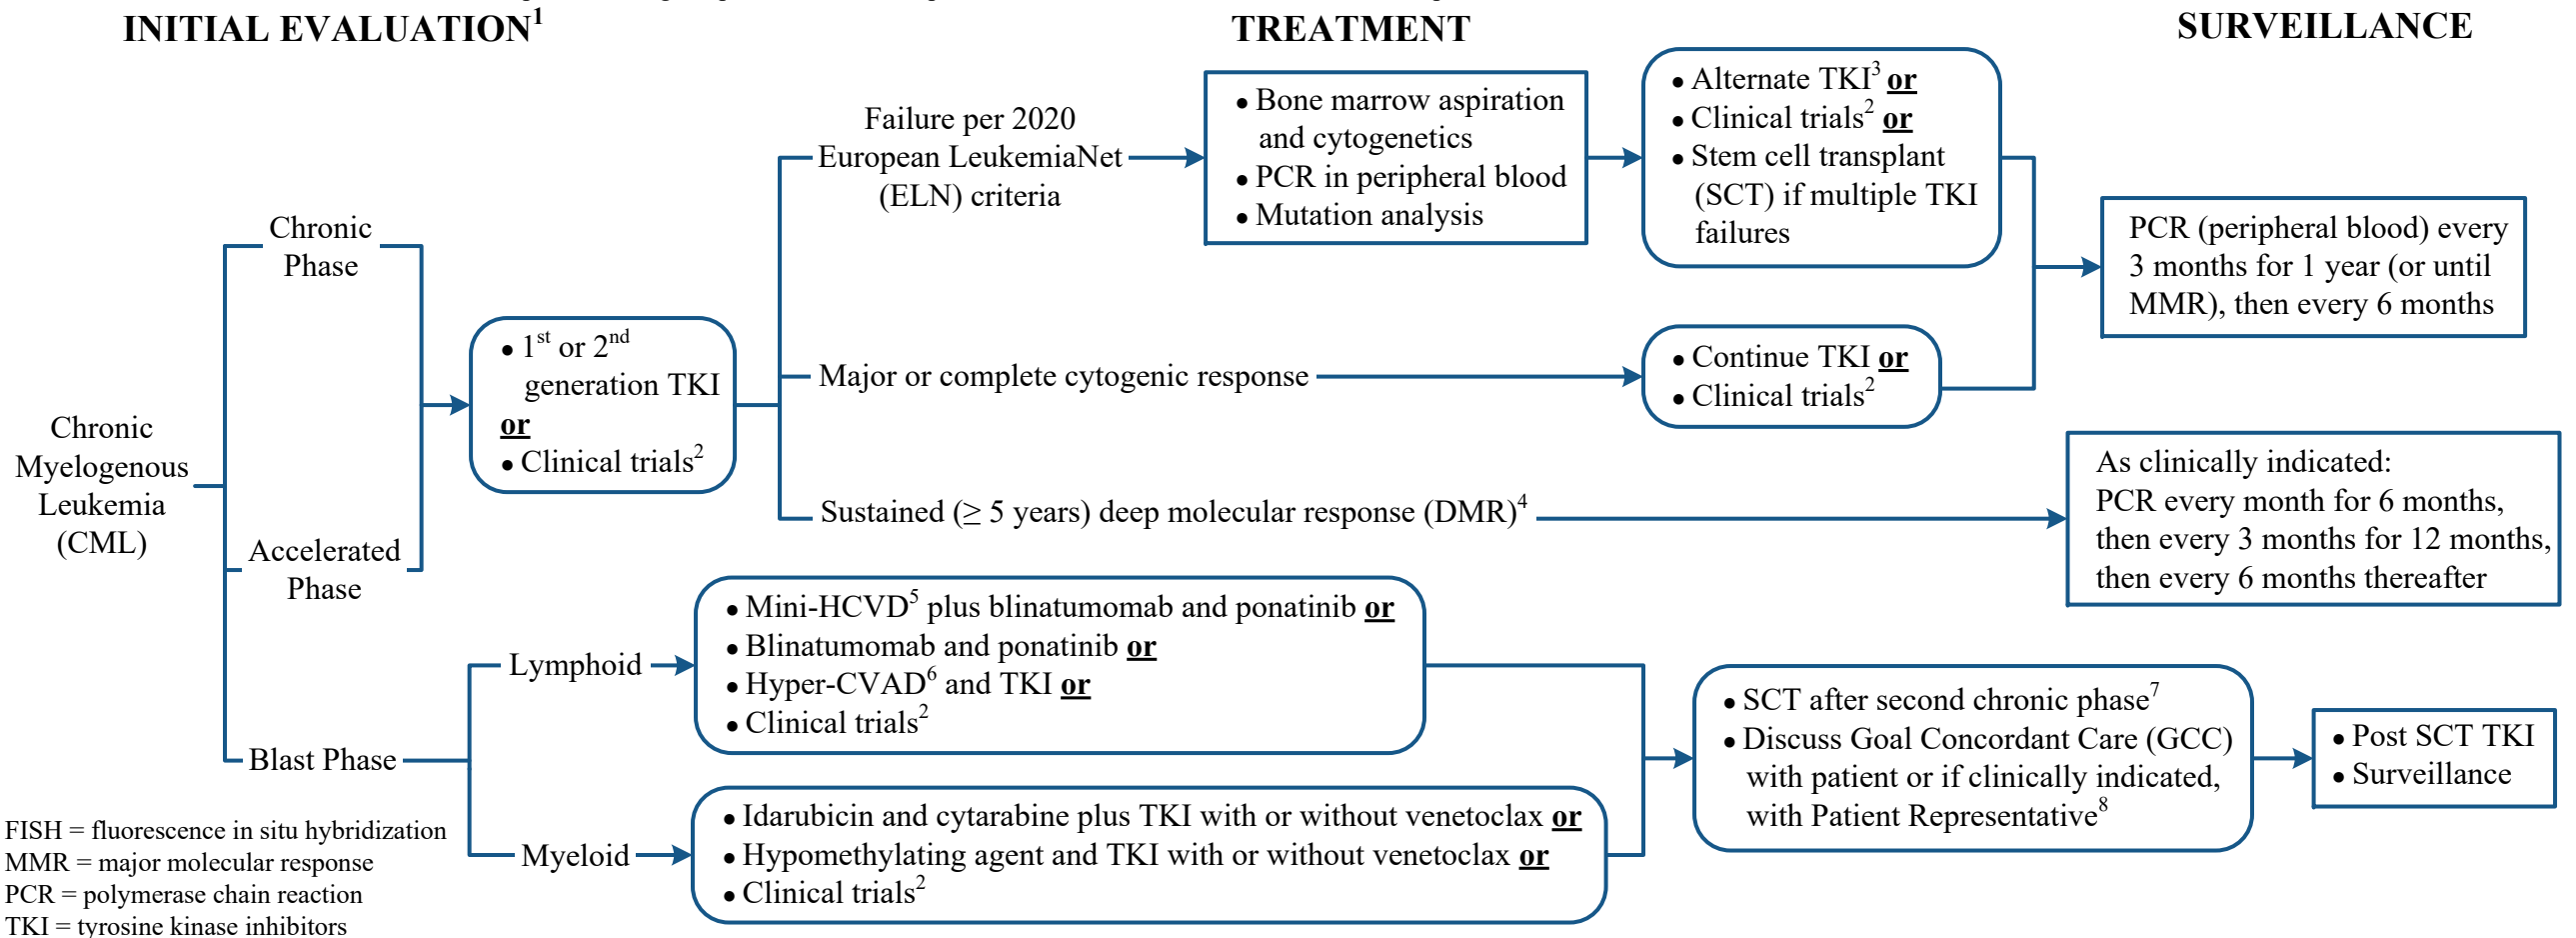 INITIAL EVALUATION1
TREATMENT
SURVEILLANCE
Chronic
Myelogenous
Leukemia
(CML)
Chronic
Phase
Accelerated
Phase
Blast Phase
• 1st or 2nd
generation TKI
or
• Clinical trials2
Failure per 2020
European LeukemiaNet
(ELN) criteria
• Bone marrow aspiration
and cytogenetics
• PCR in peripheral blood
• Mutation analysis
• Alternate TKI3 or
• Clinical trials2 or
• Stem cell transplant
(SCT) if multiple TKI
failures
PCR (peripheral blood) every
3 months for 1 year (or until
MMR), then every 6 months
Major or complete cytogenic response
• Continue TKI or
• Clinical trials2
Sustained (≥ 5 years) deep molecular response (DMR)4
As clinically indicated:
PCR every month for 6 months,
then every 3 months for 12 months,
then every 6 months thereafter
Lymphoid
• Mini-HCVD5 plus blinatumomab and ponatinib or
• Blinatumomab and ponatinib or
• Hyper-CVAD6 and TKI or
• Clinical trials2
Myeloid
• Idarubicin and cytarabine plus TKI with or without venetoclax or
• Hypomethylating agent and TKI with or without venetoclax or
• Clinical trials2
• SCT after second chronic phase7
• Discuss Goal Concordant Care (GCC)
with patient or if clinically indicated,
with Patient Representative8
• Post SCT TKI
• Surveillance
FISH = fluorescence in situ hybridization
MMR = major molecular response
PCR = polymerase chain reaction
TKI = tyrosine kinase inhibitors